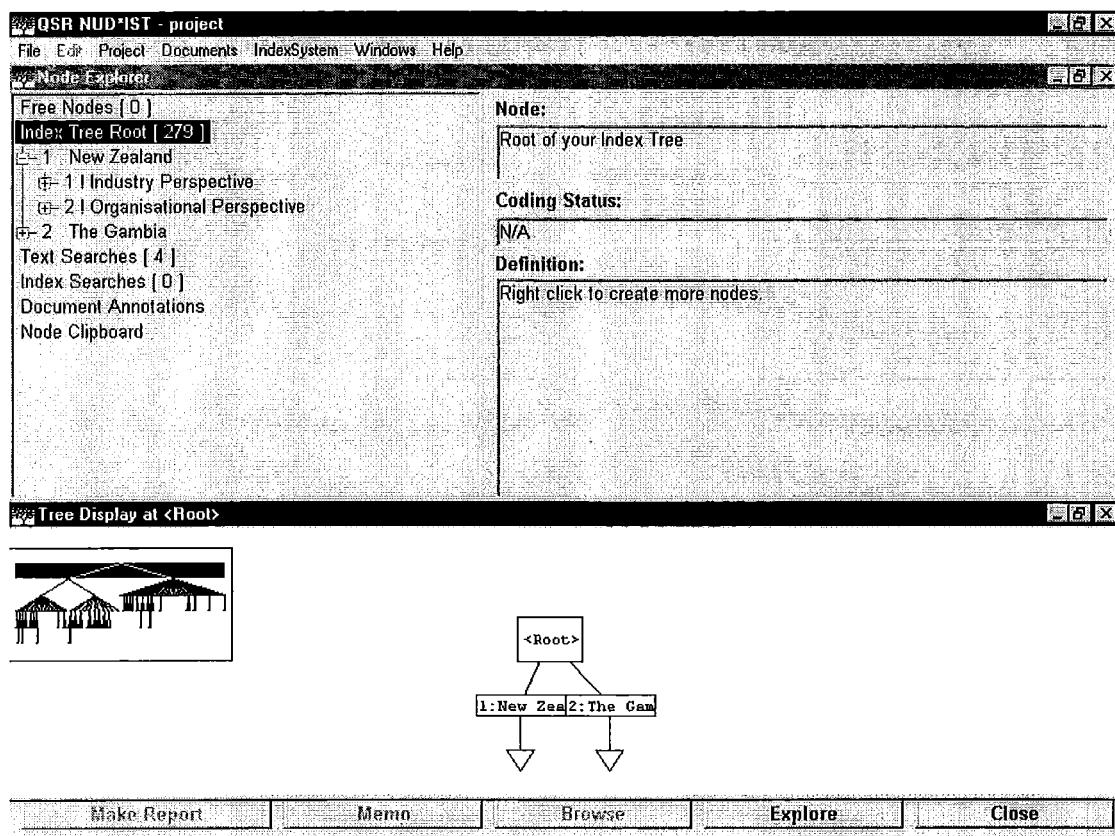 QSR NUD*IST - project
File Edit Project Documents IndexSystem Windows Help
Node Explorer
Free Nodes [ 0 ]
Index Tree Root [ 279 ]
1 New Zealand
1 I Industry Perspective
2 I Organisational Perspective
2 The Gambia
Text Searches [ 4 ]
Index Searches [ 0 ]
Document Annotations
Node Clipboard
Node:
Root of your Index Tree
Coding Status:
N/A
Definition:
Right click to create more nodes.
Tree Display at <Root>
<Root>
1:New Zea 2:The Gam
Make Report Memo Browse Explore Close